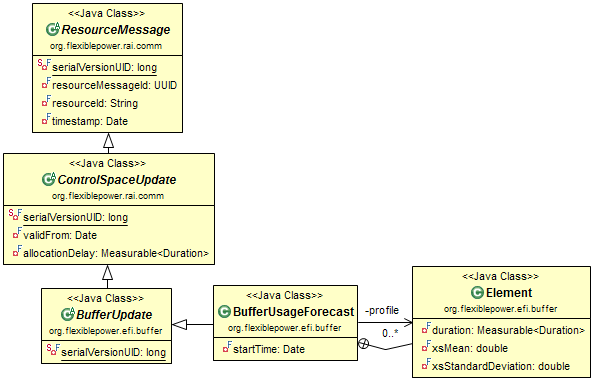 <<Java Class>>
ResourceMessage
org.flexiblepower.rai.comm
serialVersionUID: long
resourceMessageId: UUID
resourceId: String
timestamp: Date
<<Java Class>>
ControlSpaceUpdate
org.flexiblepower.rai.comm
serialVersionUID: long
validFrom: Date
allocationDelay: Measurable<Duration>
<<Java Class>>
BufferUpdate
org.flexiblepower.efi.buffer
serialVersionUID: long
<<Java Class>>
BufferUsageForecast
org.flexiblepower.efi.buffer
startTime: Date
-profile
0..*
<<Java Class>>
Element
org.flexiblepower.efi.buffer
duration: Measurable<Duration>
xsMean: double
xsStandardDeviation: double